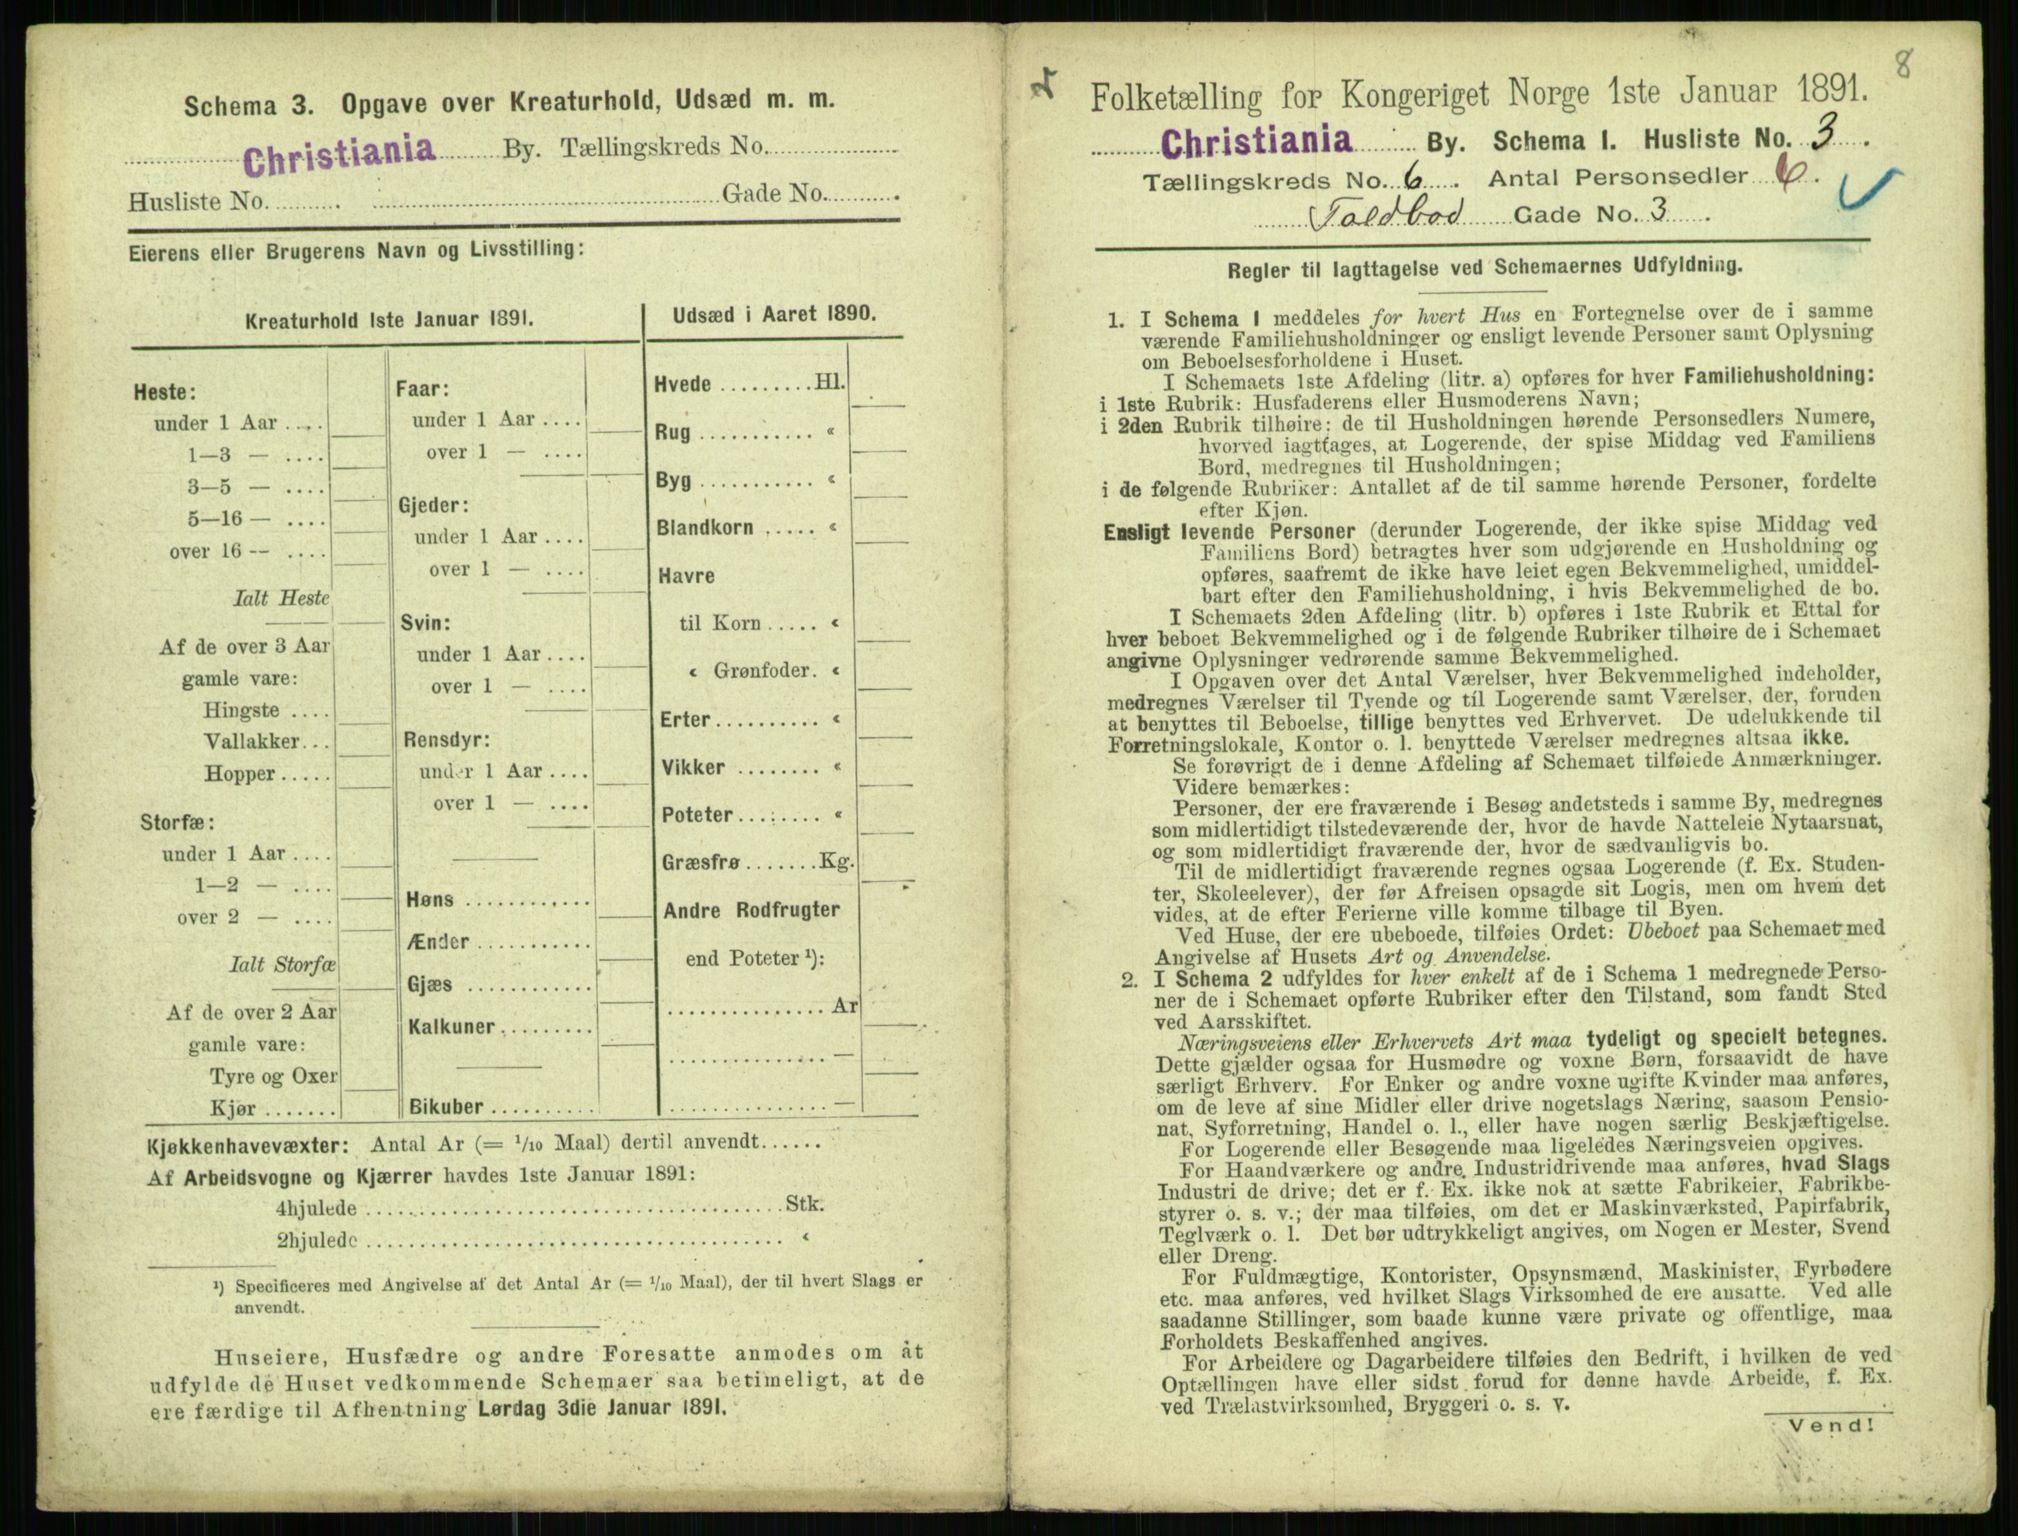 Schema 3. Opgave over Kreaturhold, Udsæd m. m.
Christiania By. Tællingskreds No.
Husliste No. Gade No.
Eierens eller Brugerens Navn og Livsstilling:
Kreaturhold 1ste Januar 1891.
Heste:
under 1 Aar ....
1—3 — ....
3—5 — ....
5—16 — ....
over 16 -- ....
Ialt Heste
Af de over 3 Aar
gamle vare:
Hingste ....
Vallakker...
Hopper.....
Storfæ:
under 1 Aar ....
1—2 — ....
over 2 — ....
Ialt Storfæ
Af de over 2 Aar
gamle vare:
Tyre og Oxer
Kjør .......
Faar:
under 1 Aar ....
over 1 — ....
Gjeder:
under 1 Aar ....
over 1 — ....
Svin:
under 1 Aar ....
over 1 — ....
Rensdyr:
under 1 Aar ....
over 1 — ....
Høns ............
Ænder ...........
Gjæs ............
Kalkuner .........
Bikuber ..........
Udsæd i Aaret 1890.
Hvede .........Hl.
Rug ........... «
Byg ........... «
Blandkorn ..... «
Havre
til Korn ..... «
« Grønfoder. «
Erter.......... «
Vikker ........ «
Poteter........ «
Græsfrø .......Kg.
Andre Rodfrugter
end Poteter ¹):
...............Ar
............... —
............... —
Kjøkkenhavevæxter: Antal Ar (= 1/10 Maal) dertil anvendt......
Af Arbeidsvogne og Kjærrer havdes 1ste Januar 1891:
4hjulede ........................................Stk.
2hjulede ........................................ «
¹) Specificeres med Angivelse af det Antal Ar (= 1/10 Maal), der til hvert Slags er
anvendt.
Huseiere, Husfædre og andre Foresatte anmodes om at
udfylde de Huset vedkommende Schemaer saa betimeligt, at de
ere færdige til Afhentning Lørdag 3die Januar 1891.
8
Folketælling for Kongeriget Norge 1ste Januar 1891.
Christiania By. Schema I. Husliste No. 3.
Tællingskreds No. 6. Antal Personsedler 6.
Toldbod Gade No. 3.
Regler til Iagttagelse ved Schemaernes Udfyldning.
1. I Schema 1 meddeles for hvert Hus en Fortegnelse over de i samme
værende Familiehusholdninger og ensligt levende Personer samt Oplysning
om Beboelsesforholdene i Huset.
I Schemaets 1ste Afdeling (litr. a) opføres for hver Familiehusholdning:
i 1ste Rubrik: Husfaderens eller Husmoderens Navn;
i 2den Rubrik tilhøire: de til Husholdningen hørende Personsedlers Numere,
hvorved iagttages, at Logerende, der spise Middag ved Familiens
Bord, medregnes til Husholdningen;
i de følgende Rubriker: Antallet af de til samme hørende Personer, fordelte
efter Kjøn.
Ensligt levende Personer (derunder Logerende, der ikke spise Middag ved
Familiens Bord) betragtes hver som udgjørende en Husholdning og
opføres, saafremt de ikke have leiet egen Bekvemmelighed, umiddel-
bart efter den Familiehusholdning, i hvis Bekvemmelighed de bo.
I Schemaets 2den Afdeling (litr. b) opføres i 1ste Rubrik et Ettal for
hver beboet Bekvemmelighed og i de følgende Rubriker tilhøire de i Schemaet
angivne Oplysninger vedrørende samme Bekvemmelighed.
I Opgaven over det Antal Værelser, hver Bekvemmelighed indeholder,
medregnes Værelser til Tyende og til Logerende samt Værelser, der, foruden
at benyttes til Beboelse, tillige benyttes ved Erhvervet. De udelukkende til
Forretningslokale, Kontor o. l. benyttede Værelser medregnes altsaa ikke.
Se forøvrigt de i denne Afdeling af Schemaet tilføiede Anmærkninger.
Videre bemærkes:
Personer, der ere fraværende i Besøg andetsteds i samme By, medregnes
som midlertidigt tilstedeværende der, hvor de havde Natteleie Nytaarsnat,
og som midlertidigt fraværende der, hvor de sædvanligvis bo.
Til de midlertidigt fraværende regnes ogsaa Logerende (f. Ex. Studen-
ter, Skoleelever), der før Afreisen opsagde sit Logis, men om hvem det
vides, at de efter Ferierne ville komme tilbage til Byen.
Ved Huse, der ere ubeboede, tilføies Ordet: Ubeboet paa Schemaet med
Angivelse af Husets Art og Anvendelse.
2. I Schema 2 udfyldes for hver enkelt af de i Schema 1 medregnede Perso-
ner de i Schemaet opførte Rubriker efter den Tilstand, som fandt Sted
ved Aarsskiftet.
Næringsveiens eller Erhvervets Art maa tydeligt og specielt betegnes.
Dette gjælder ogsaa for Husmødre og voxne Børn, forsaavidt de have
særligt Erhverv. For Enker og andre voxne ugifte Kvinder maa anføres,
om de leve af sine Midler eller drive nogetslags Næring, saasom Pensio-
nat, Syforretning, Handel o. l., eller have nogen særlig Beskjæftigelse.
For Logerende eller Besøgende maa ligeledes Næringsveien opgives.
For Haandværkere og andre Industridrivende maa anføres, hvad Slags
Industri de drive; det er f. Ex. ikke nok at sætte Fabrikeier, Fabrikbe-
styrer o. s. v.; der maa tilføies, om det er Maskinværksted, Papirfabrik,
Teglværk o. l. Det bør udtrykkeligt angives, om Nogen er Mester, Svend
eller Dreng.
For Fuldmægtige, Kontorister, Opsynsmænd, Maskinister, Fyrbødere
etc. maa anføres, ved hvilket Slags Virksomhed de ere ansatte. Ved alle
saadanne Stillinger, som baade kunne være private og offentlige, maa
Forholdets Beskaffenhed angives.
For Arbeidere og Dagarbeidere tilføies den Bedrift, i hvilken de ved
Optællingen have eller sidst forud for denne havde Arbeide, f. Ex.
ved Trælastvirksomhed, Bryggeri o. s. v.
Vend!